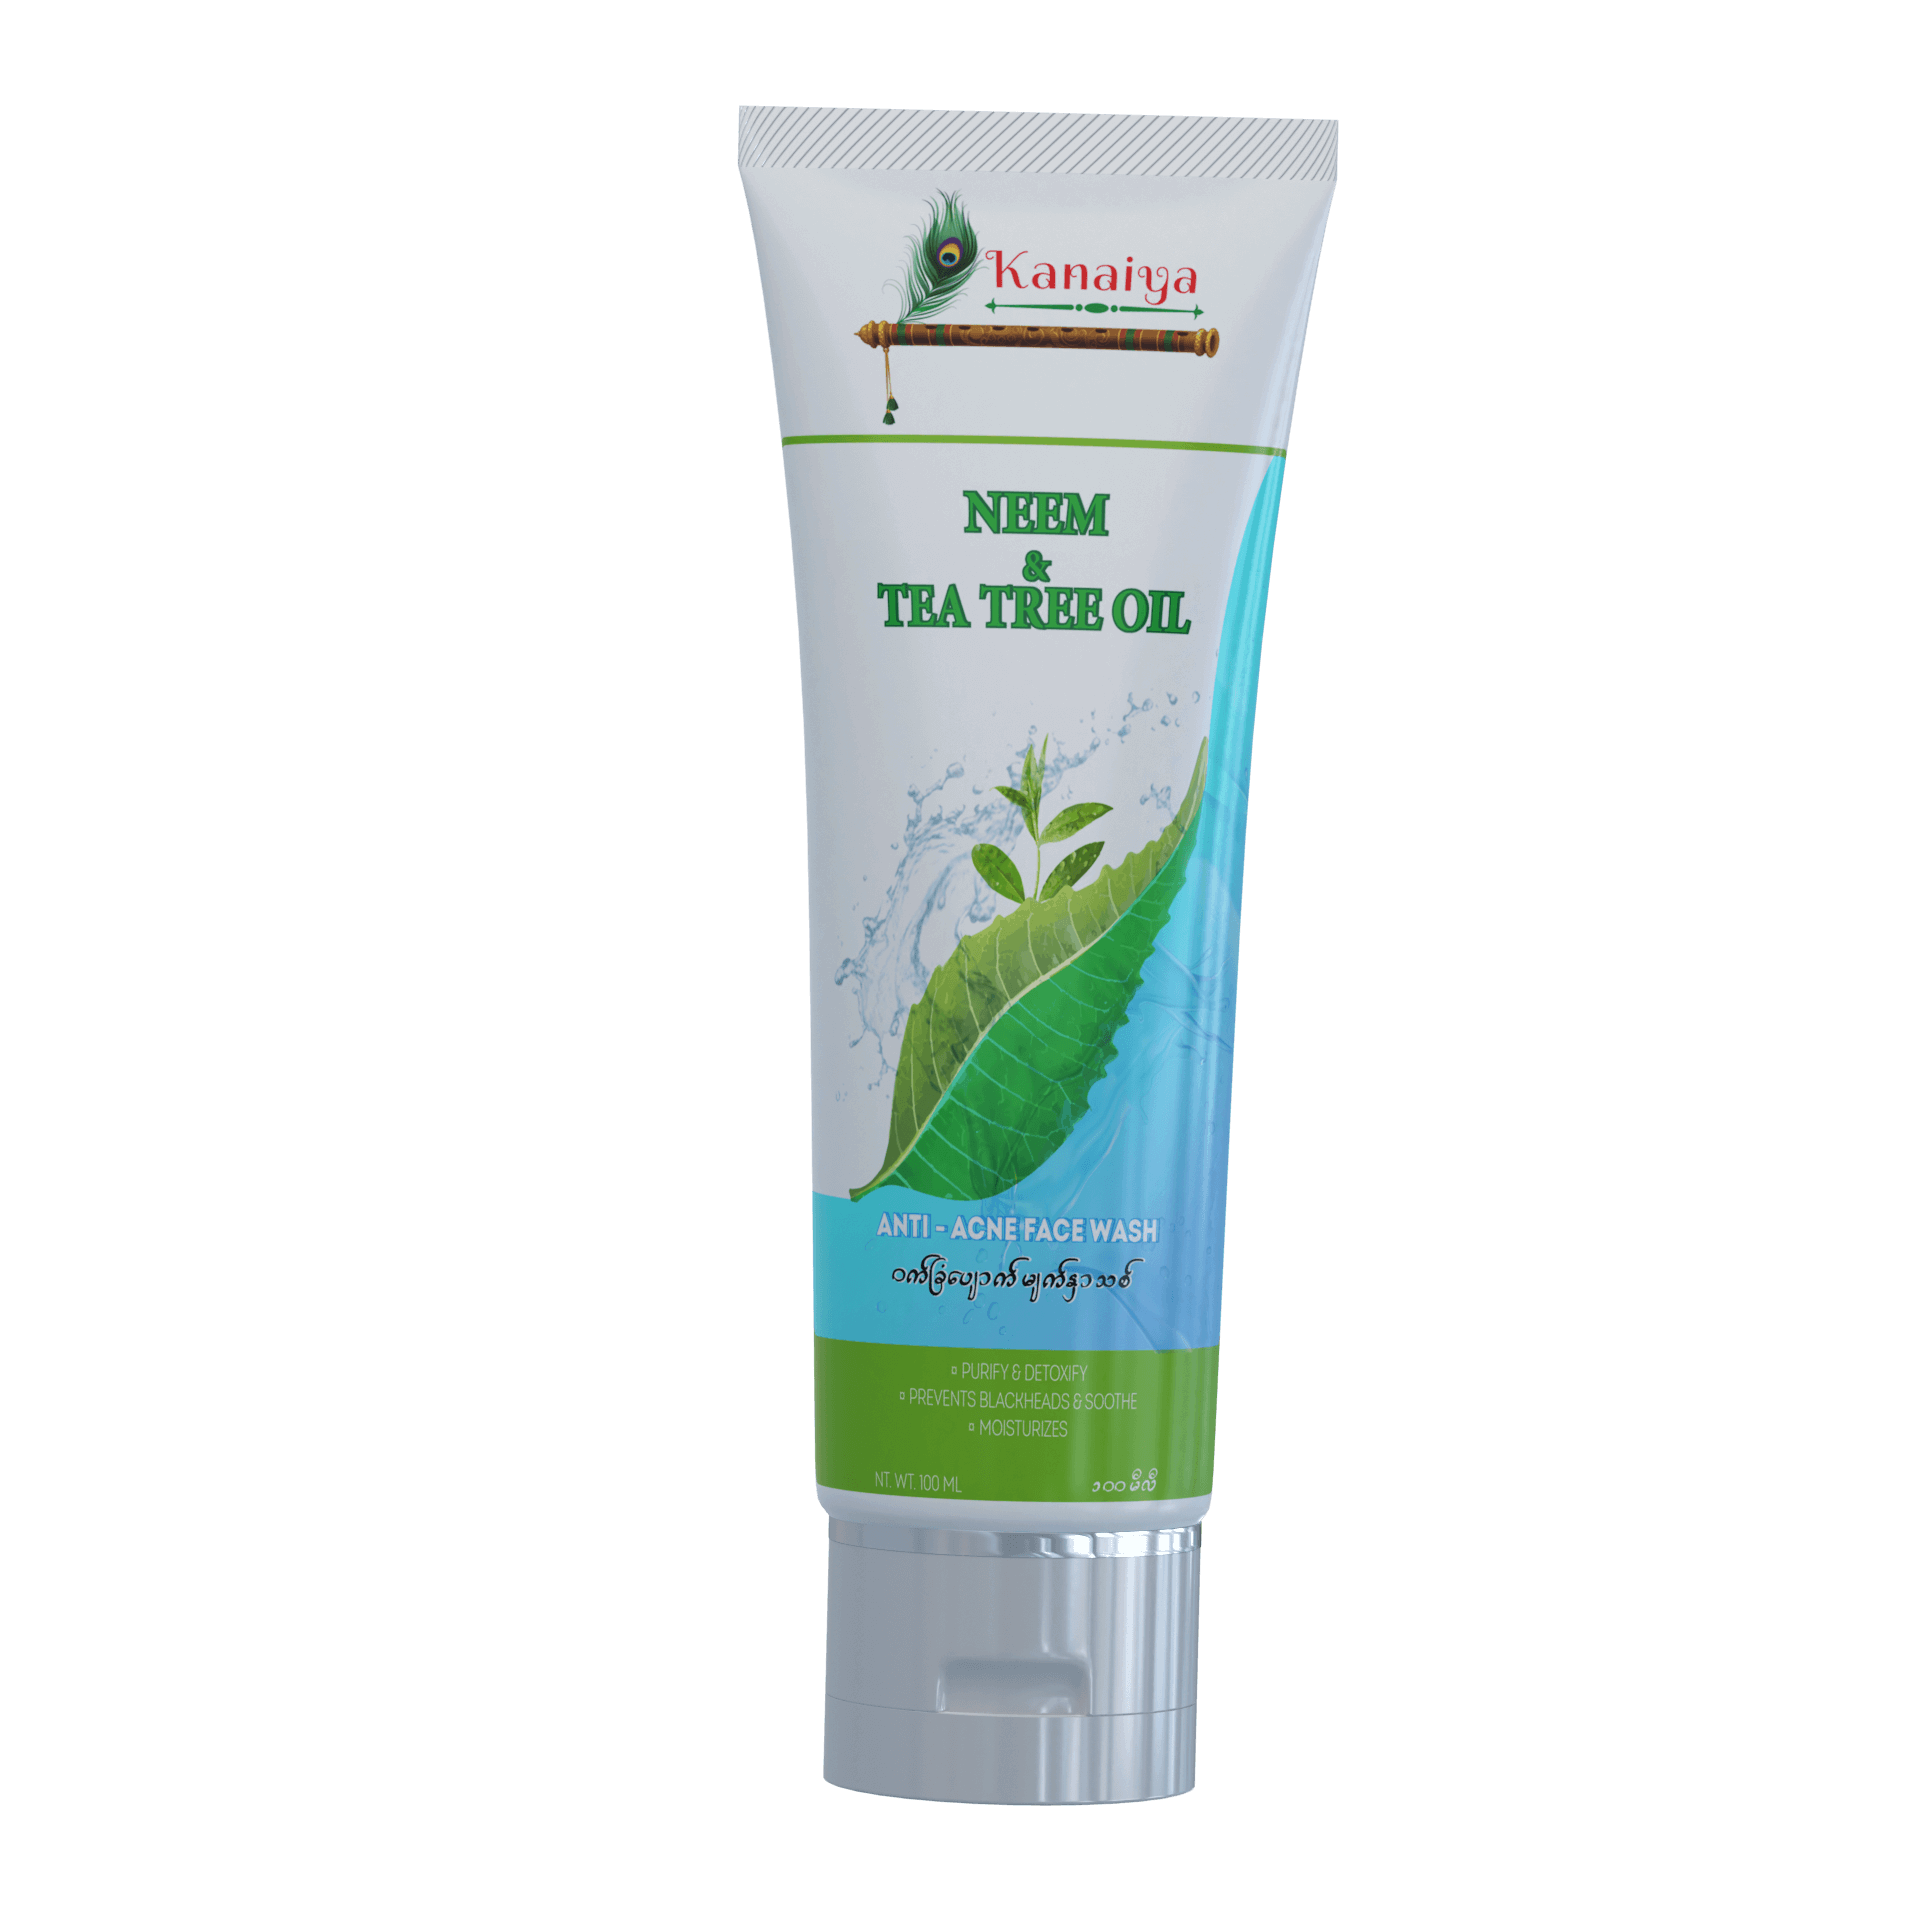 Kanaiya
NEEM
&
TEA TREE OIL
ANTI - ACNE FACE WASH
ဝက်ခြံပျောက် မျက်နှာသစ်
▫ PURIFY & DETOXIFY
▫ PREVENTS BLACKHEADS & SOOTHE
▫ MOISTURIZES
NT. WT. 100 ML ၁၀၀ မီလီ